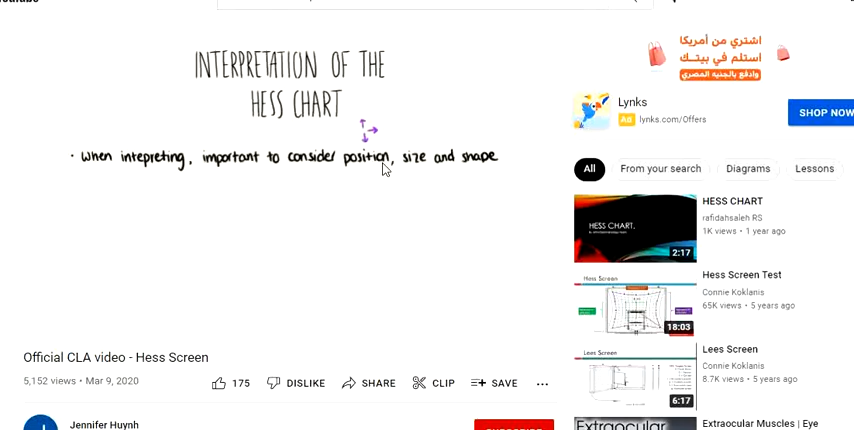 INTERPRETATION OF THE
HESS CHART
· When intepreting, important to consider position, size and shape
Official CLA video - Hess Screen
5,152 views • Mar 9, 2020
175
DISLIKE
SHARE
CLIP
SAVE
...
Jennifer Huynh
اشتري من أمريكا
استلم في بيتك
وادفع بالجنيه المصري
Lynks
Ad lynks.com/Offers
SHOP NOW
All
From your search
Diagrams
Lessons
HESS CHART.
2:17
HESS CHART
rafidahsaleh RS
1K views • 1 year ago
Hess Screen
18:03
Hess Screen Test
Connie Koklanis
65K views • 5 years ago
Lees Screen
6:17
Lees Screen
Connie Koklanis
8.7K views • 5 years ago
Extraocular
Extraocular Muscles | Eye